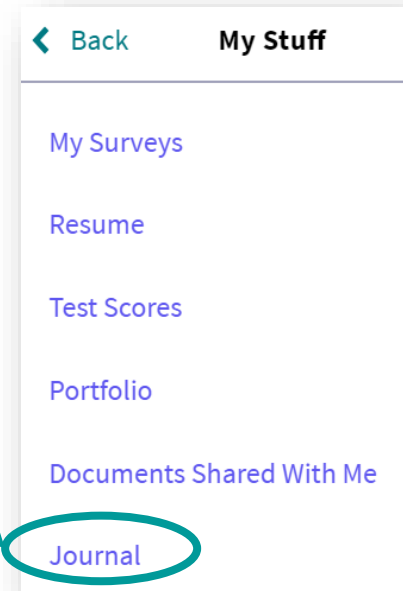 Back My Stuff
My Surveys
Resume
Test Scores
Portfolio
Documents Shared With Me
Journal